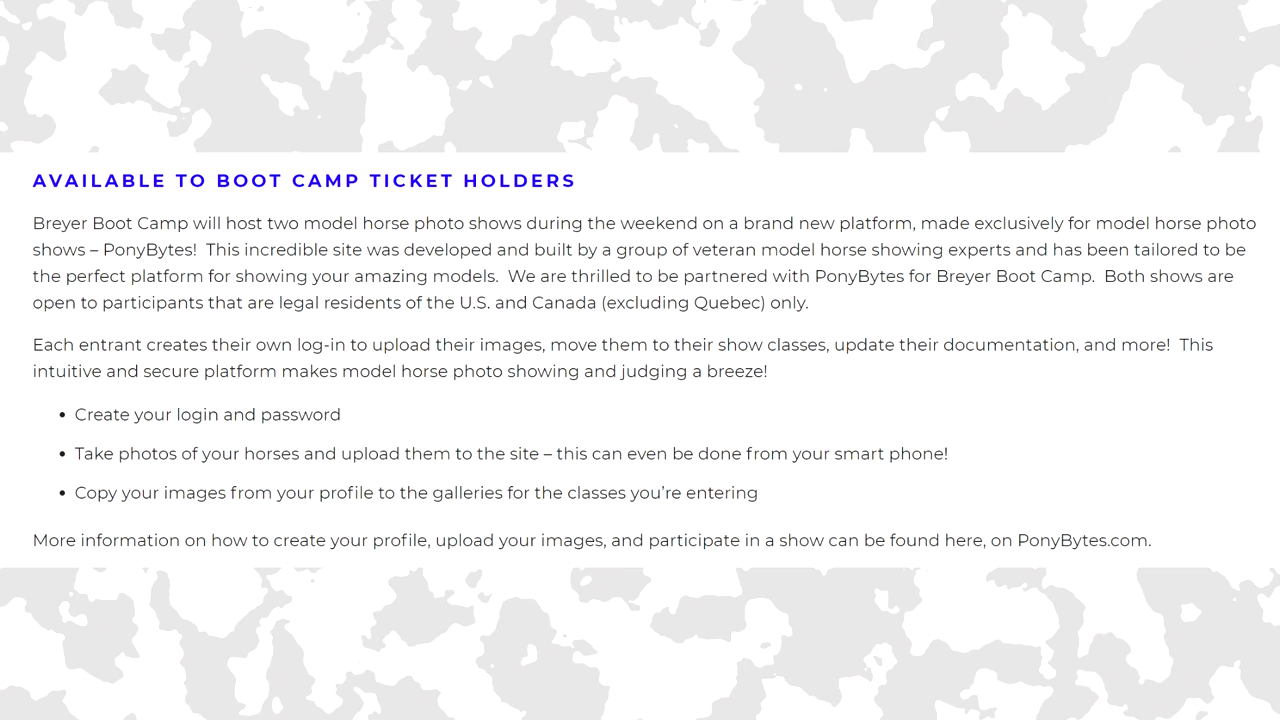 AVAILABLE TO BOOT CAMP TICKET HOLDERS
Breyer Boot Camp will host two model horse photo shows during the weekend on a brand new platform, made exclusively for model horse photo
shows – PonyBytes!  This incredible site was developed and built by a group of veteran model horse showing experts and has been tailored to be
the perfect platform for showing your amazing models.  We are thrilled to be partnered with PonyBytes for Breyer Boot Camp.  Both shows are
open to participants that are legal residents of the U.S. and Canada (excluding Quebec) only.
Each entrant creates their own log-in to upload their images, move them to their show classes, update their documentation, and more!  This
intuitive and secure platform makes model horse photo showing and judging a breeze!
• Create your login and password
• Take photos of your horses and upload them to the site – this can even be done from your smart phone!
• Copy your images from your profile to the galleries for the classes you’re entering
More information on how to create your profile, upload your images, and participate in a show can be found here, on PonyBytes.com.